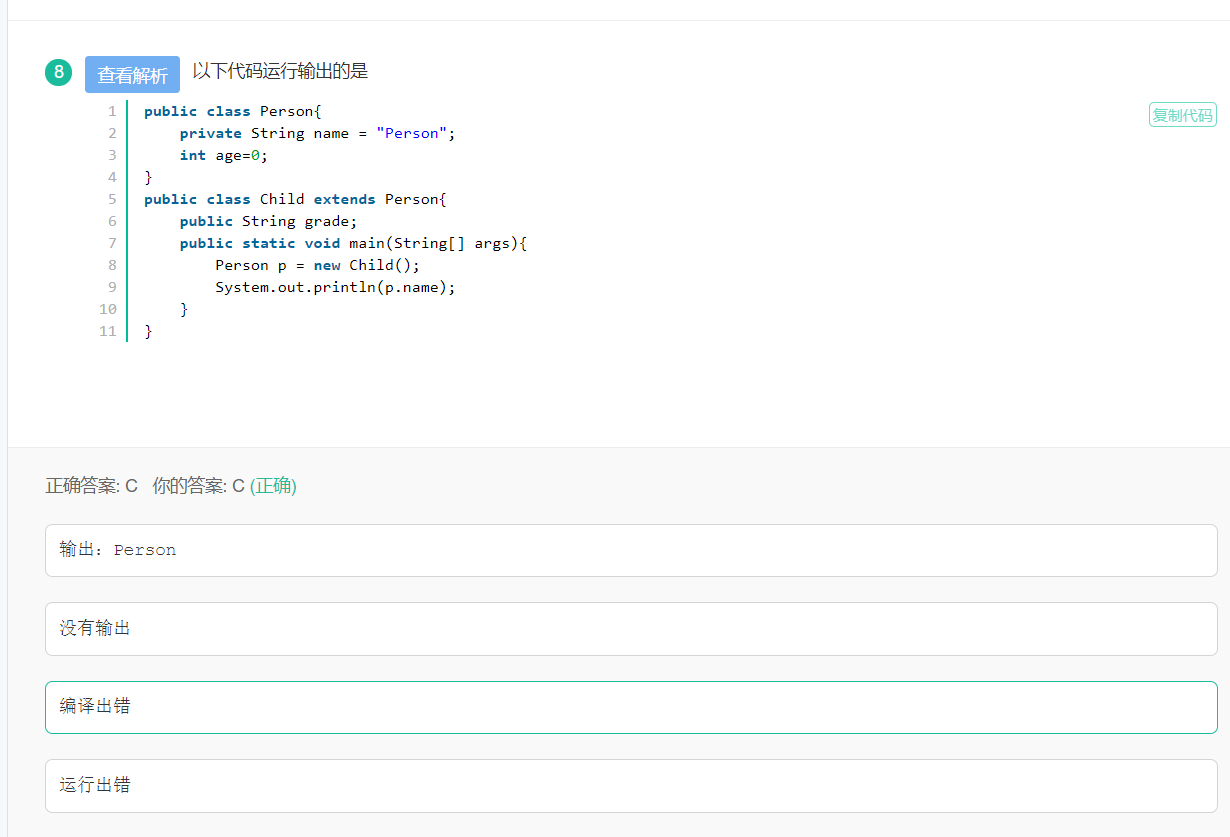 8 查看解析 以下代码运行输出的是
复制代码
1 public class Person{
2     private String name = "Person";
3     int age=0;
4 }
5 public class Child extends Person{
6     public String grade;
7     public static void main(String[] args){
8         Person p = new Child();
9         System.out.println(p.name);
10     }
11 }
正确答案: C 你的答案: C (正确)
输出：Person
没有输出
编译出错
运行出错